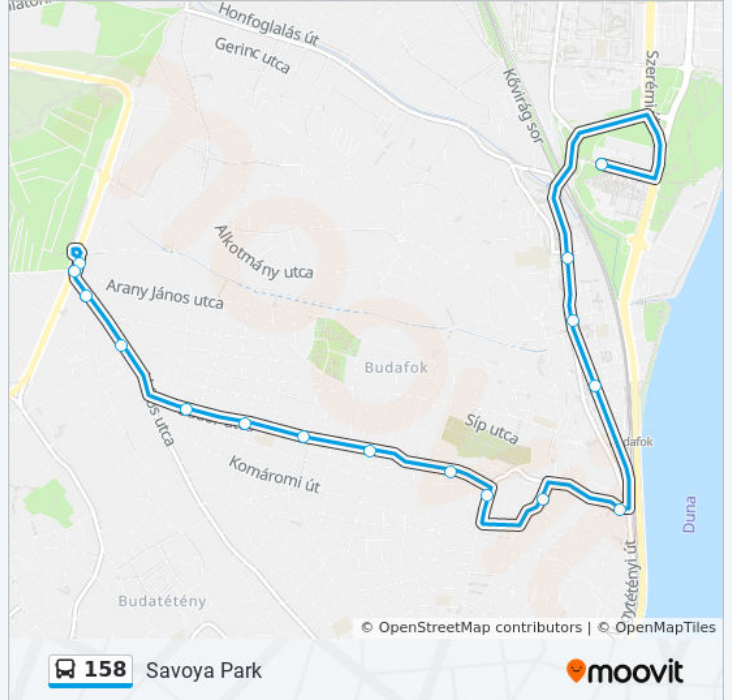 Honfoglalás út
Gerinc utca
Kővirág sor
Alkotmány utca
Arany János utca
Budafok
Síp utca
Komáromi út
Duna
Budatétény
© OpenStreetMap contributors | © OpenMapTiles
158 Savoya Park
moovit